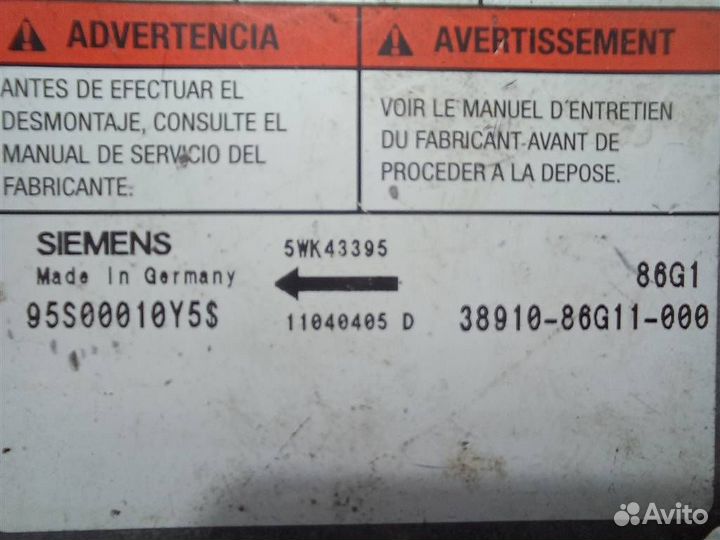 ADVERTENCIA
ANTES DE EFECTUAR EL
DESMONTAJE, CONSULTE EL
MANUAL DE SERVICIO DEL
FABRICANTE.
AVERTISSEMENT
VOIR LE MANUEL D´ENTRETIEN
DU FABRICANT AVANT DE
PROCEDER A LA DEPOSE.
SIEMENS
Made in Germany
95S00010Y5$
5WK43395
11040405 D
86G1
38910-86G11-000
Avito